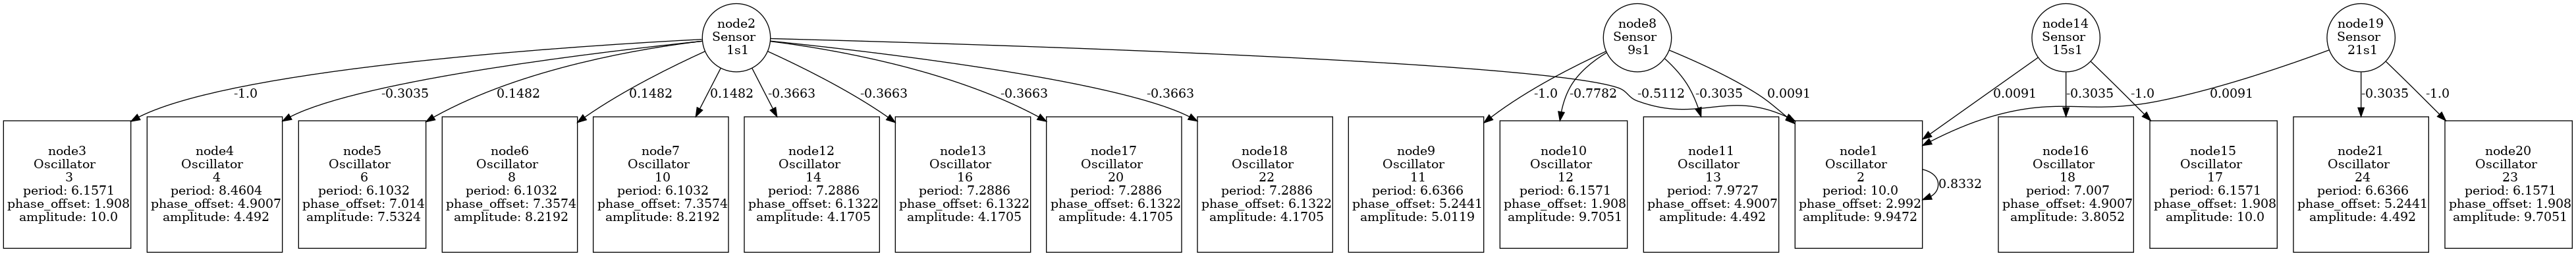 node2
Sensor
1s1
node8
Sensor
9s1
node14
Sensor
15s1
node19
Sensor
21s1
-1.0
-0.3035
0.1482
0.1482
0.1482
-0.3663
-0.3663
-0.3663
-0.3663
-0.5112
-1.0
-0.7782
-0.3035
0.0091
0.0091
-0.3035
-1.0
0.0091
-0.3035
-1.0
node3
Oscillator
3
period: 6.1571
phase_offset: 1.908
amplitude: 10.0
node4
Oscillator
4
period: 8.4604
phase_offset: 4.9007
amplitude: 4.492
node5
Oscillator
6
period: 6.1032
phase_offset: 7.014
amplitude: 7.5324
node6
Oscillator
8
period: 6.1032
phase_offset: 7.3574
amplitude: 8.2192
node7
Oscillator
10
period: 6.1032
phase_offset: 7.3574
amplitude: 8.2192
node12
Oscillator
14
period: 7.2886
phase_offset: 6.1322
amplitude: 4.1705
node13
Oscillator
16
period: 7.2886
phase_offset: 6.1322
amplitude: 4.1705
node17
Oscillator
20
period: 7.2886
phase_offset: 6.1322
amplitude: 4.1705
node18
Oscillator
22
period: 7.2886
phase_offset: 6.1322
amplitude: 4.1705
node9
Oscillator
11
period: 6.6366
phase_offset: 5.2441
amplitude: 5.0119
node10
Oscillator
12
period: 6.1571
phase_offset: 1.908
amplitude: 9.7051
node11
Oscillator
13
period: 7.9727
phase_offset: 4.9007
amplitude: 4.492
node1
Oscillator
2
period: 10.0
phase_offset: 2.992
amplitude: 9.9472
0.8332
node16
Oscillator
18
period: 7.007
phase_offset: 4.9007
amplitude: 3.8052
node15
Oscillator
17
period: 6.1571
phase_offset: 1.908
amplitude: 10.0
node21
Oscillator
24
period: 6.6366
phase_offset: 5.2441
amplitude: 4.492
node20
Oscillator
23
period: 6.1571
phase_offset: 1.908
amplitude: 9.7051